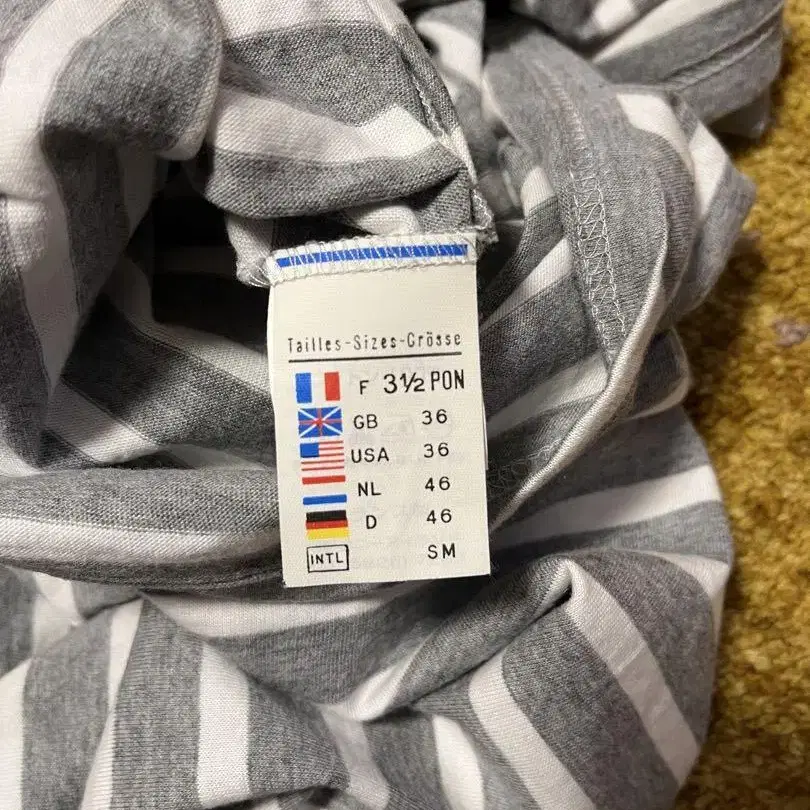 Tailles-Sizes-Grösse
F 3½ PON
GB 36
USA 36
NL 46
D 46
INTL SM